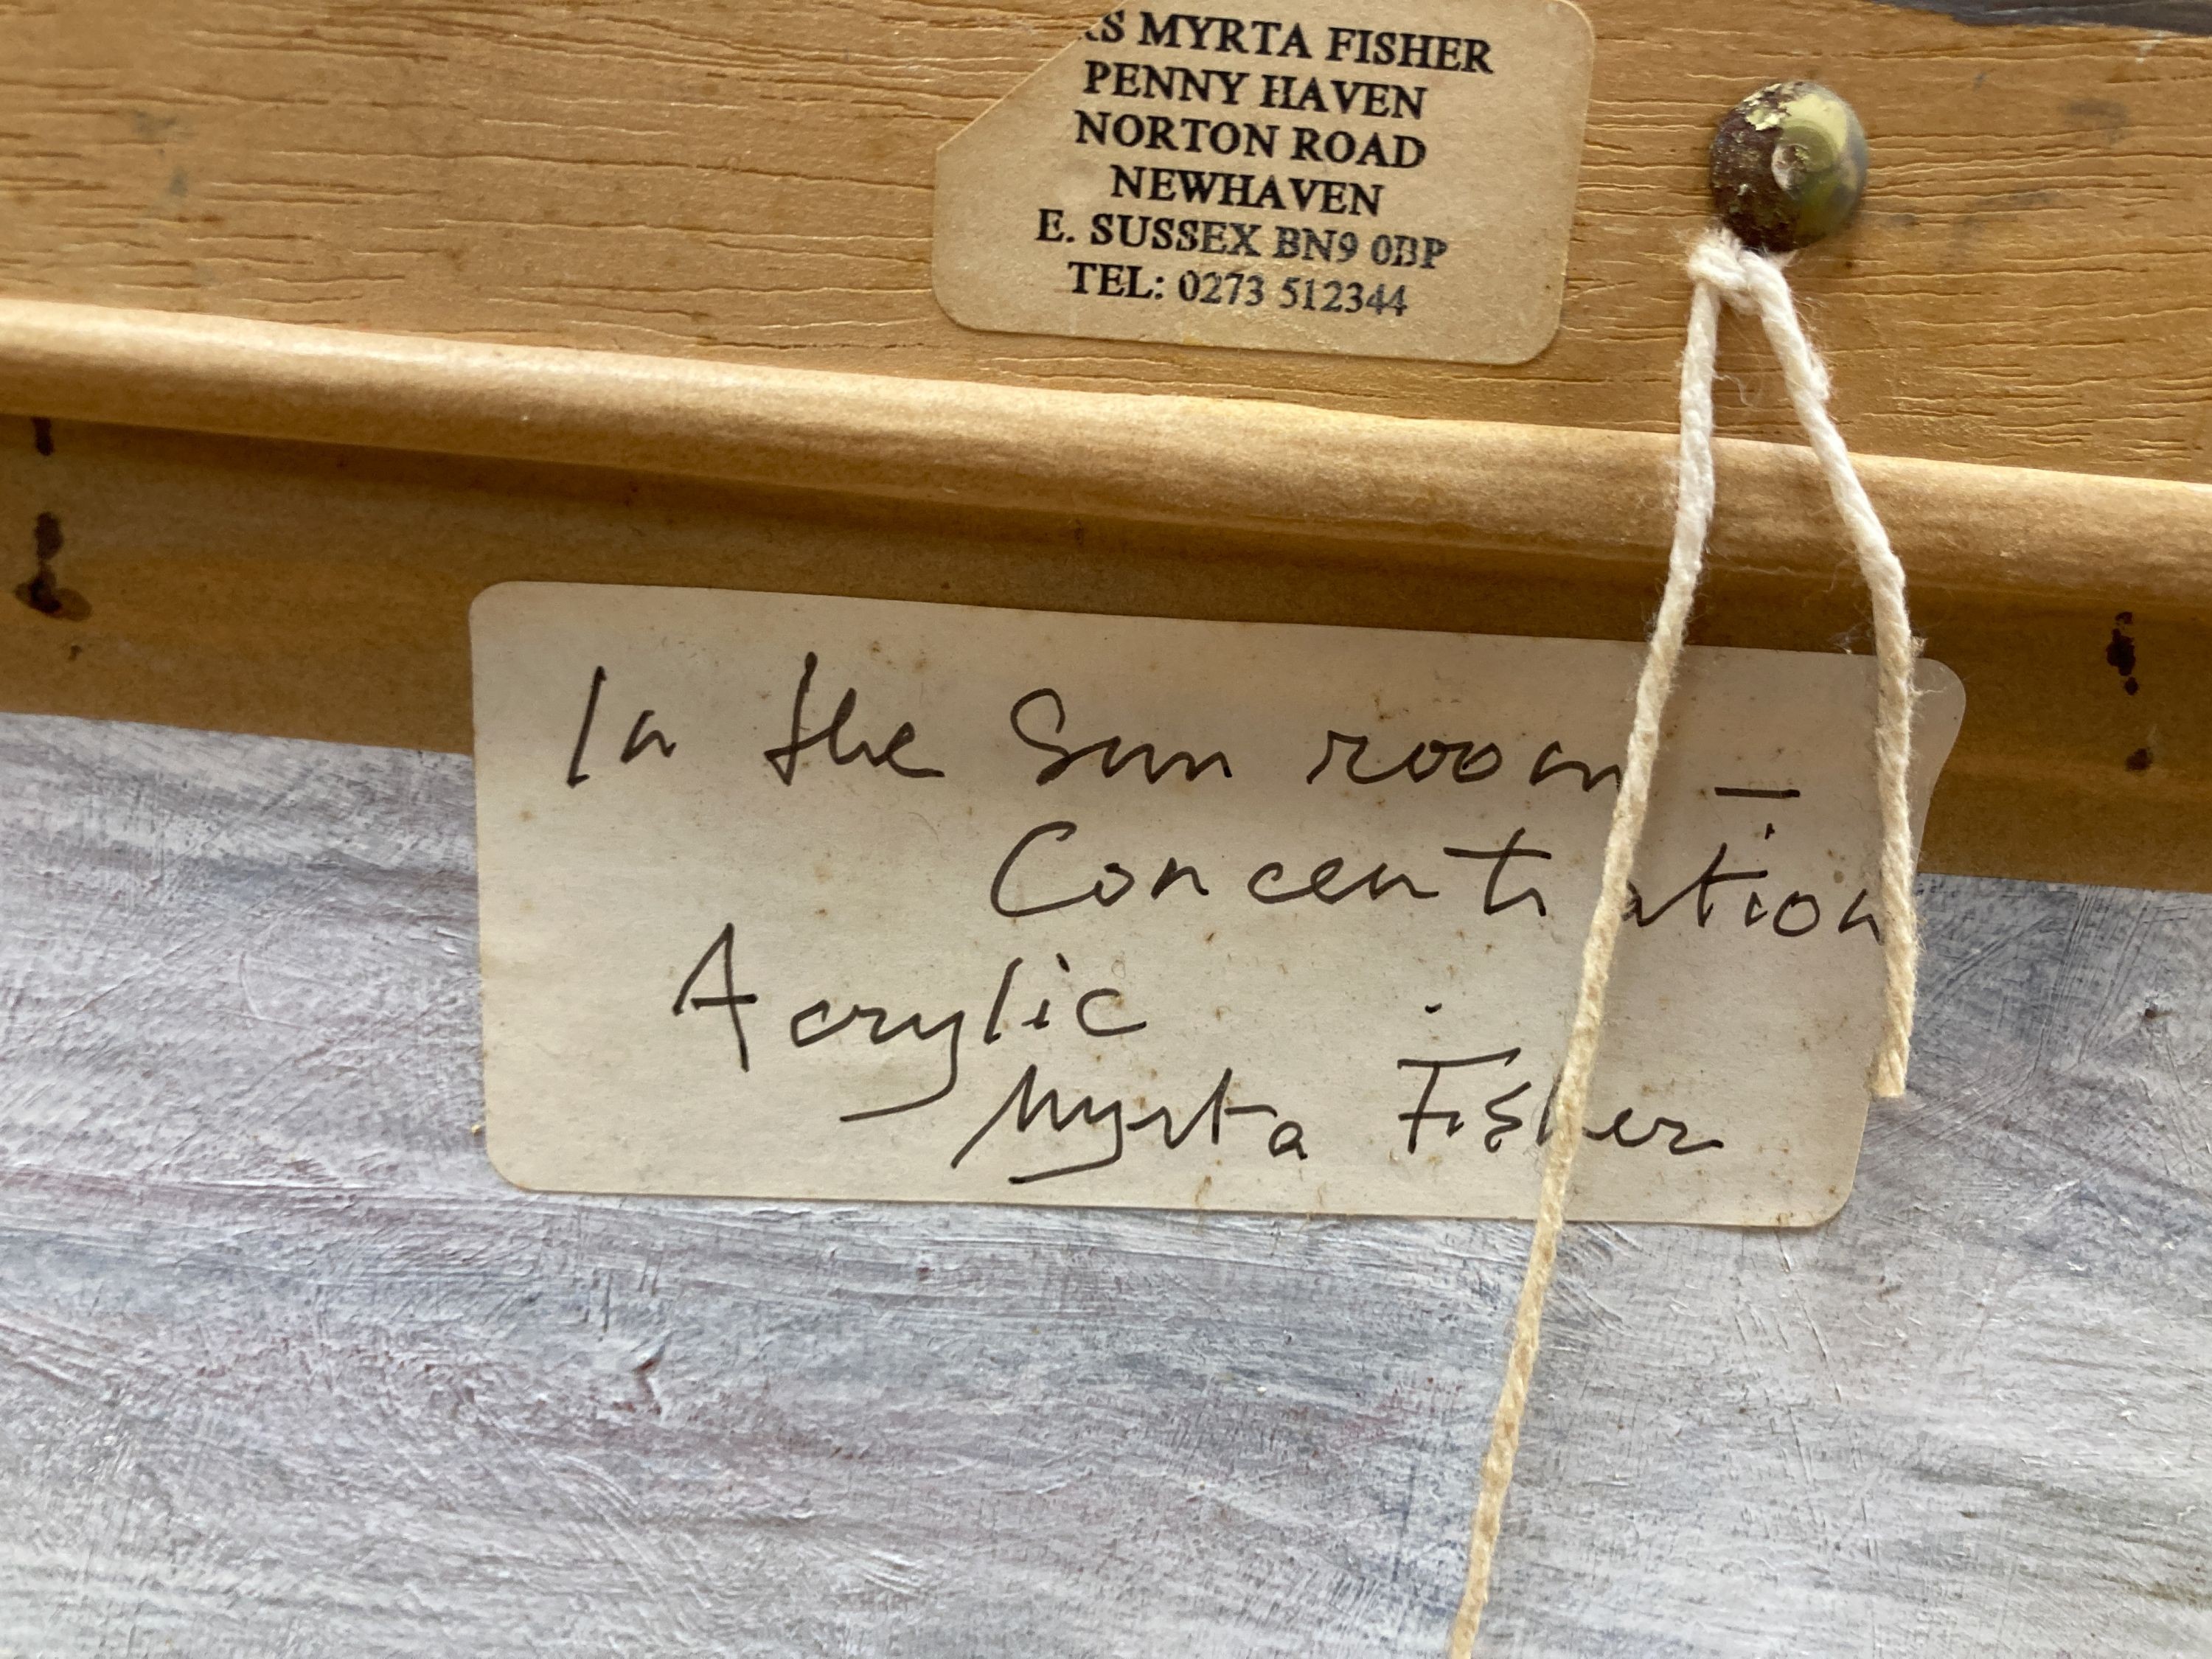 S MYRTA FISHER
PENNY HAVEN
NORTON ROAD
NEWHAVEN
E. SUSSEX BN9 0BP
TEL: 0273 512344
In the Sun room —
Concentration
Acrylic
Myrta Fisher